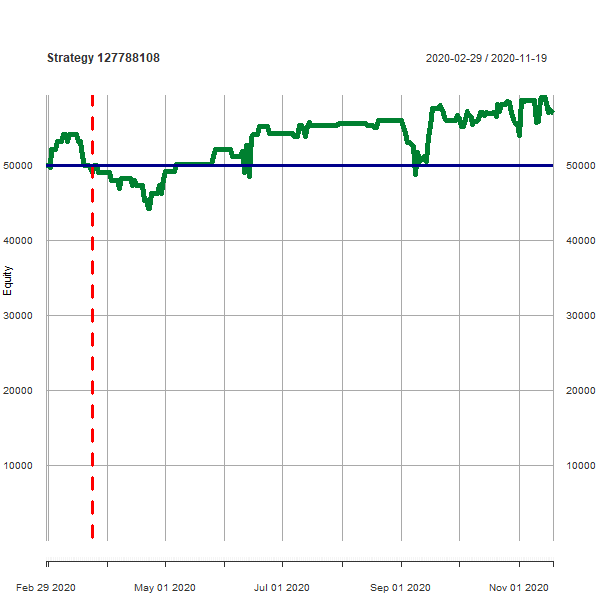 Strategy 127788108
2020-02-29 / 2020-11-19
Equity
50000
50000
40000
40000
30000
30000
20000
20000
10000
10000
Feb 29 2020
May 01 2020
Jul 01 2020
Sep 01 2020
Nov 01 2020